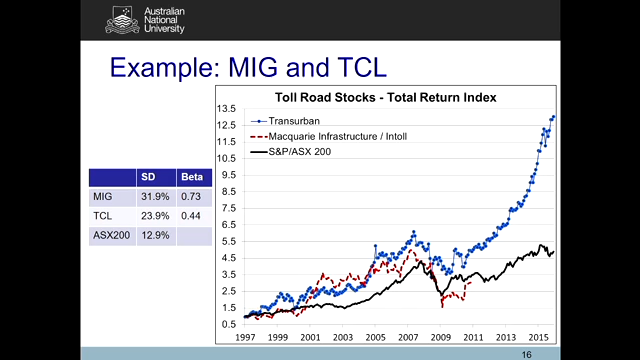 Australian
National
University
Example: MIG and TCL
SD Beta
MIG 31.9% 0.73
TCL 23.9% 0.44
ASX200 12.9%
Toll Road Stocks - Total Return Index
13.5
12.5
11.5
10.5
9.5
8.5
7.5
6.5
5.5
4.5
3.5
2.5
1.5
0.5
Transurban
Macquarie Infrastructure / Intoll
S&P/ASX 200
1997 1999 2001 2003 2005 2007 2009 2011 2013 2015
16